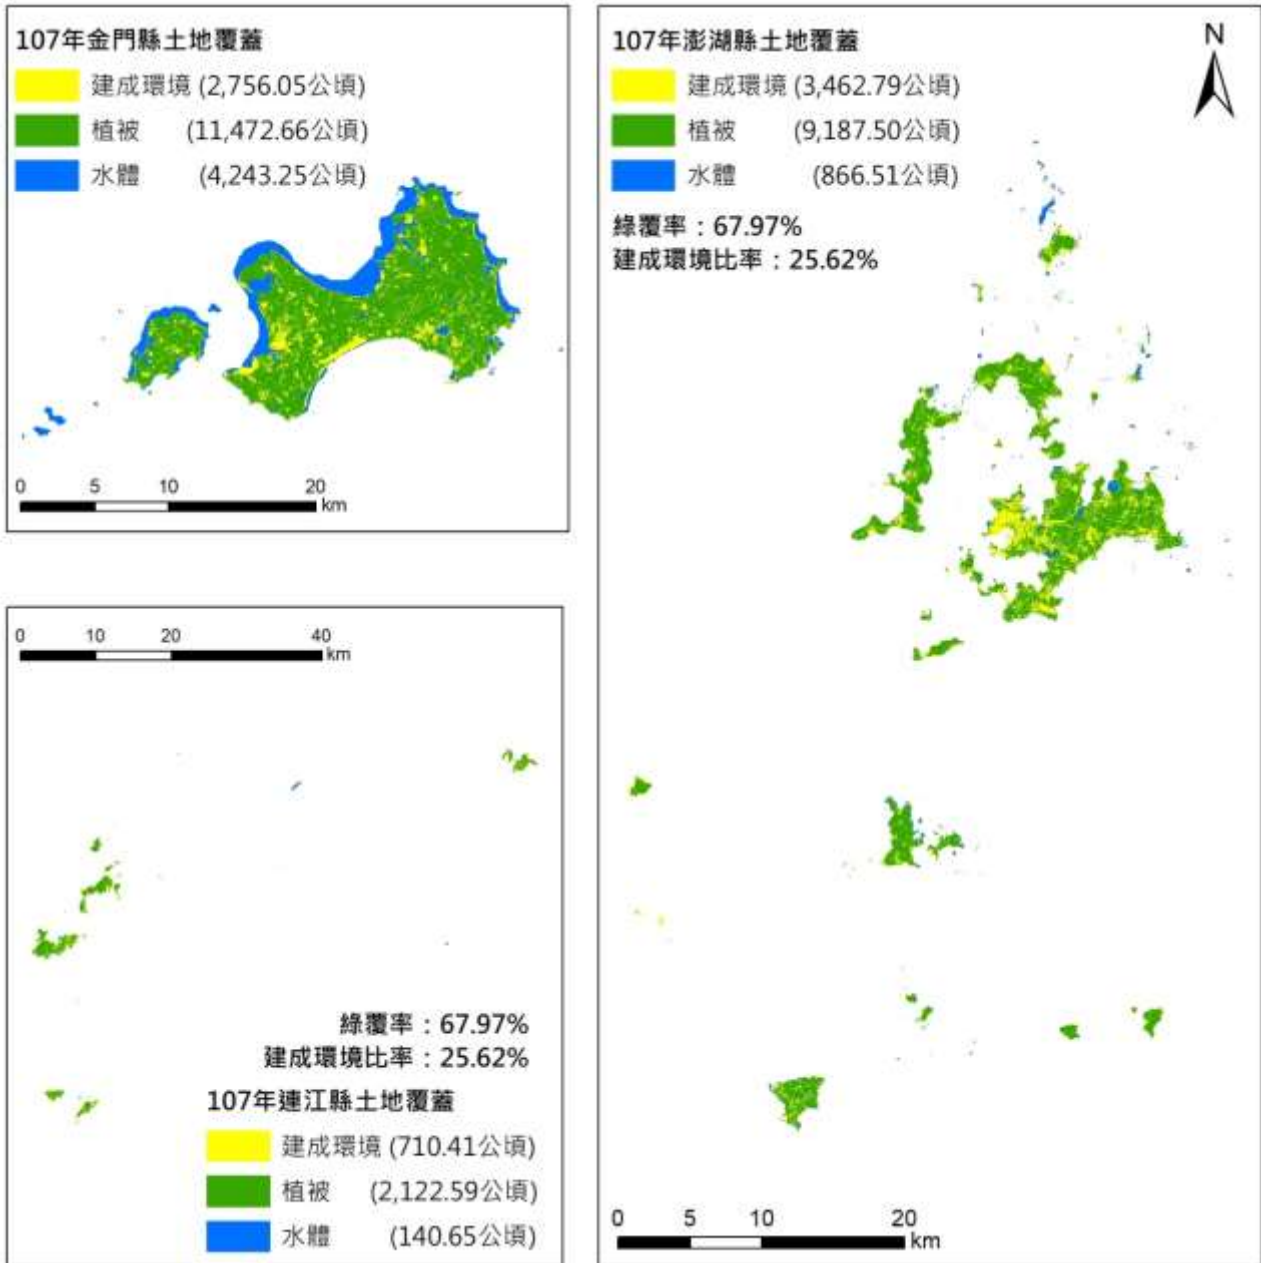 107年金門縣土地覆蓋
建成環境 (2,756.05公頃)
植被 (11,472.66公頃)
水體 (4,243.25公頃)
0 5 10 20
km
107年澎湖縣土地覆蓋
建成環境 (3,462.79公頃)
植被 (9,187.50公頃)
水體 (866.51公頃)
綠覆率：67.97%
建成環境比率：25.62%
N
0 10 20 40
km
綠覆率：67.97%
建成環境比率：25.62%
107年連江縣土地覆蓋
建成環境 (710.41公頃)
植被 (2,122.59公頃)
水體 (140.65公頃)
0 5 10 20
km